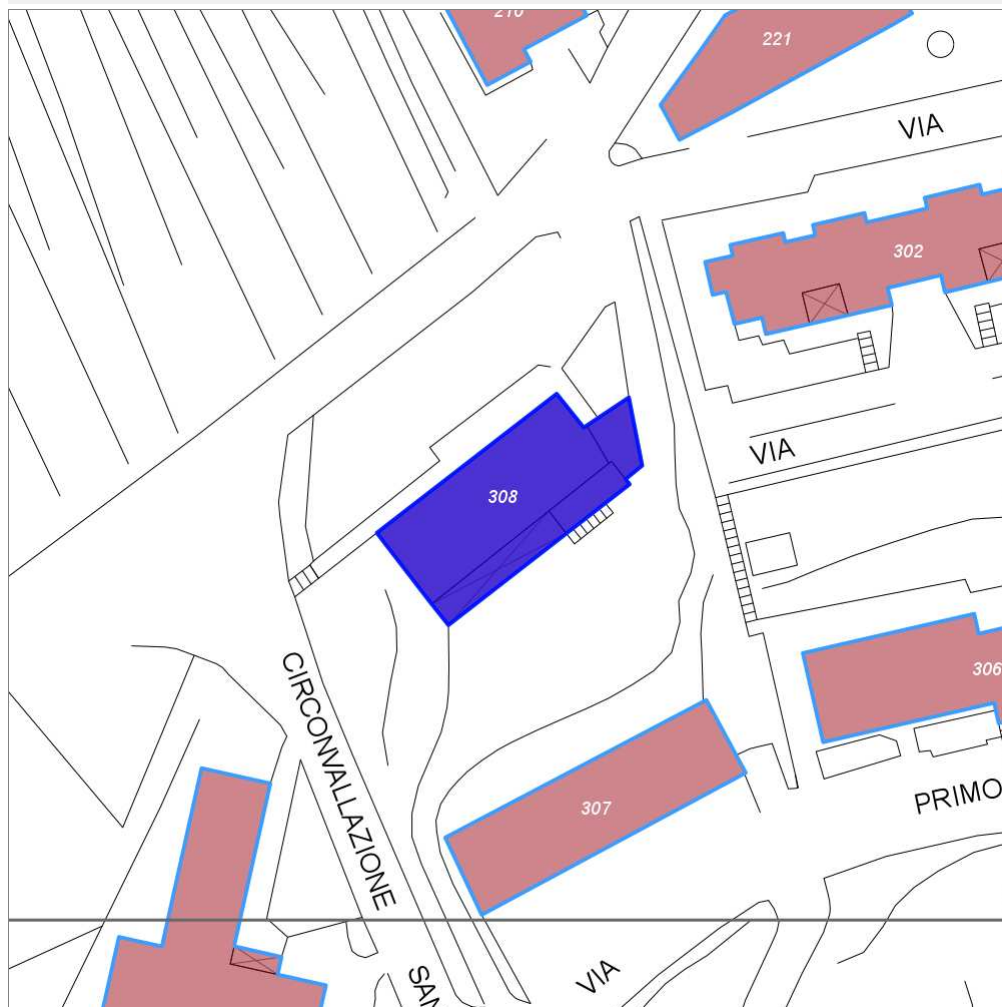 210
221
VIA
302
VIA
308
306
CIRCONVALLAZIONE
307
PRIMO
SAN
VIA